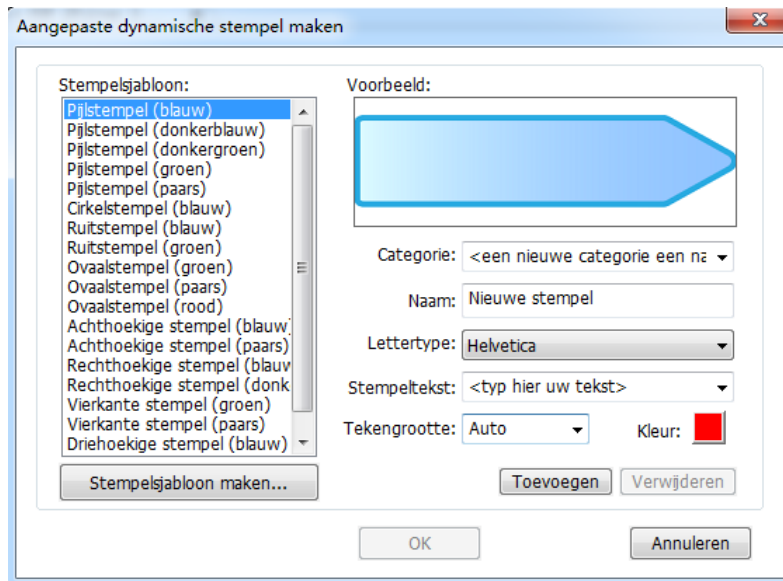 Aangepaste dynamische stempel maken
Stempelsjabloon:
Pijlstempel (blauw)
Pijlstempel (donkerblauw)
Pijlstempel (donkergroen)
Pijlstempel (groen)
Pijlstempel (paars)
Cirkelstempel (blauw)
Ruitstempel (blauw)
Ruitstempel (groen)
Ovaalstempel (groen)
Ovaalstempel (paars)
Ovaalstempel (rood)
Achthoekige stempel (blauw)
Achthoekige stempel (paars)
Rechthoekige stempel (blauw
Rechthoekige stempel (donk
Vierkante stempel (groen)
Vierkante stempel (paars)
Driehoekige stempel (blauw)
Stempelsjabloon maken...
Voorbeeld:
Categorie: <een nieuwe categorie een na
Naam: Nieuwe stempel
Lettertype: Helvetica
Stempeltekst: <typ hier uw tekst>
Tekengrootte: Auto Kleur:
Toevoegen Verwijderen
OK Annuleren